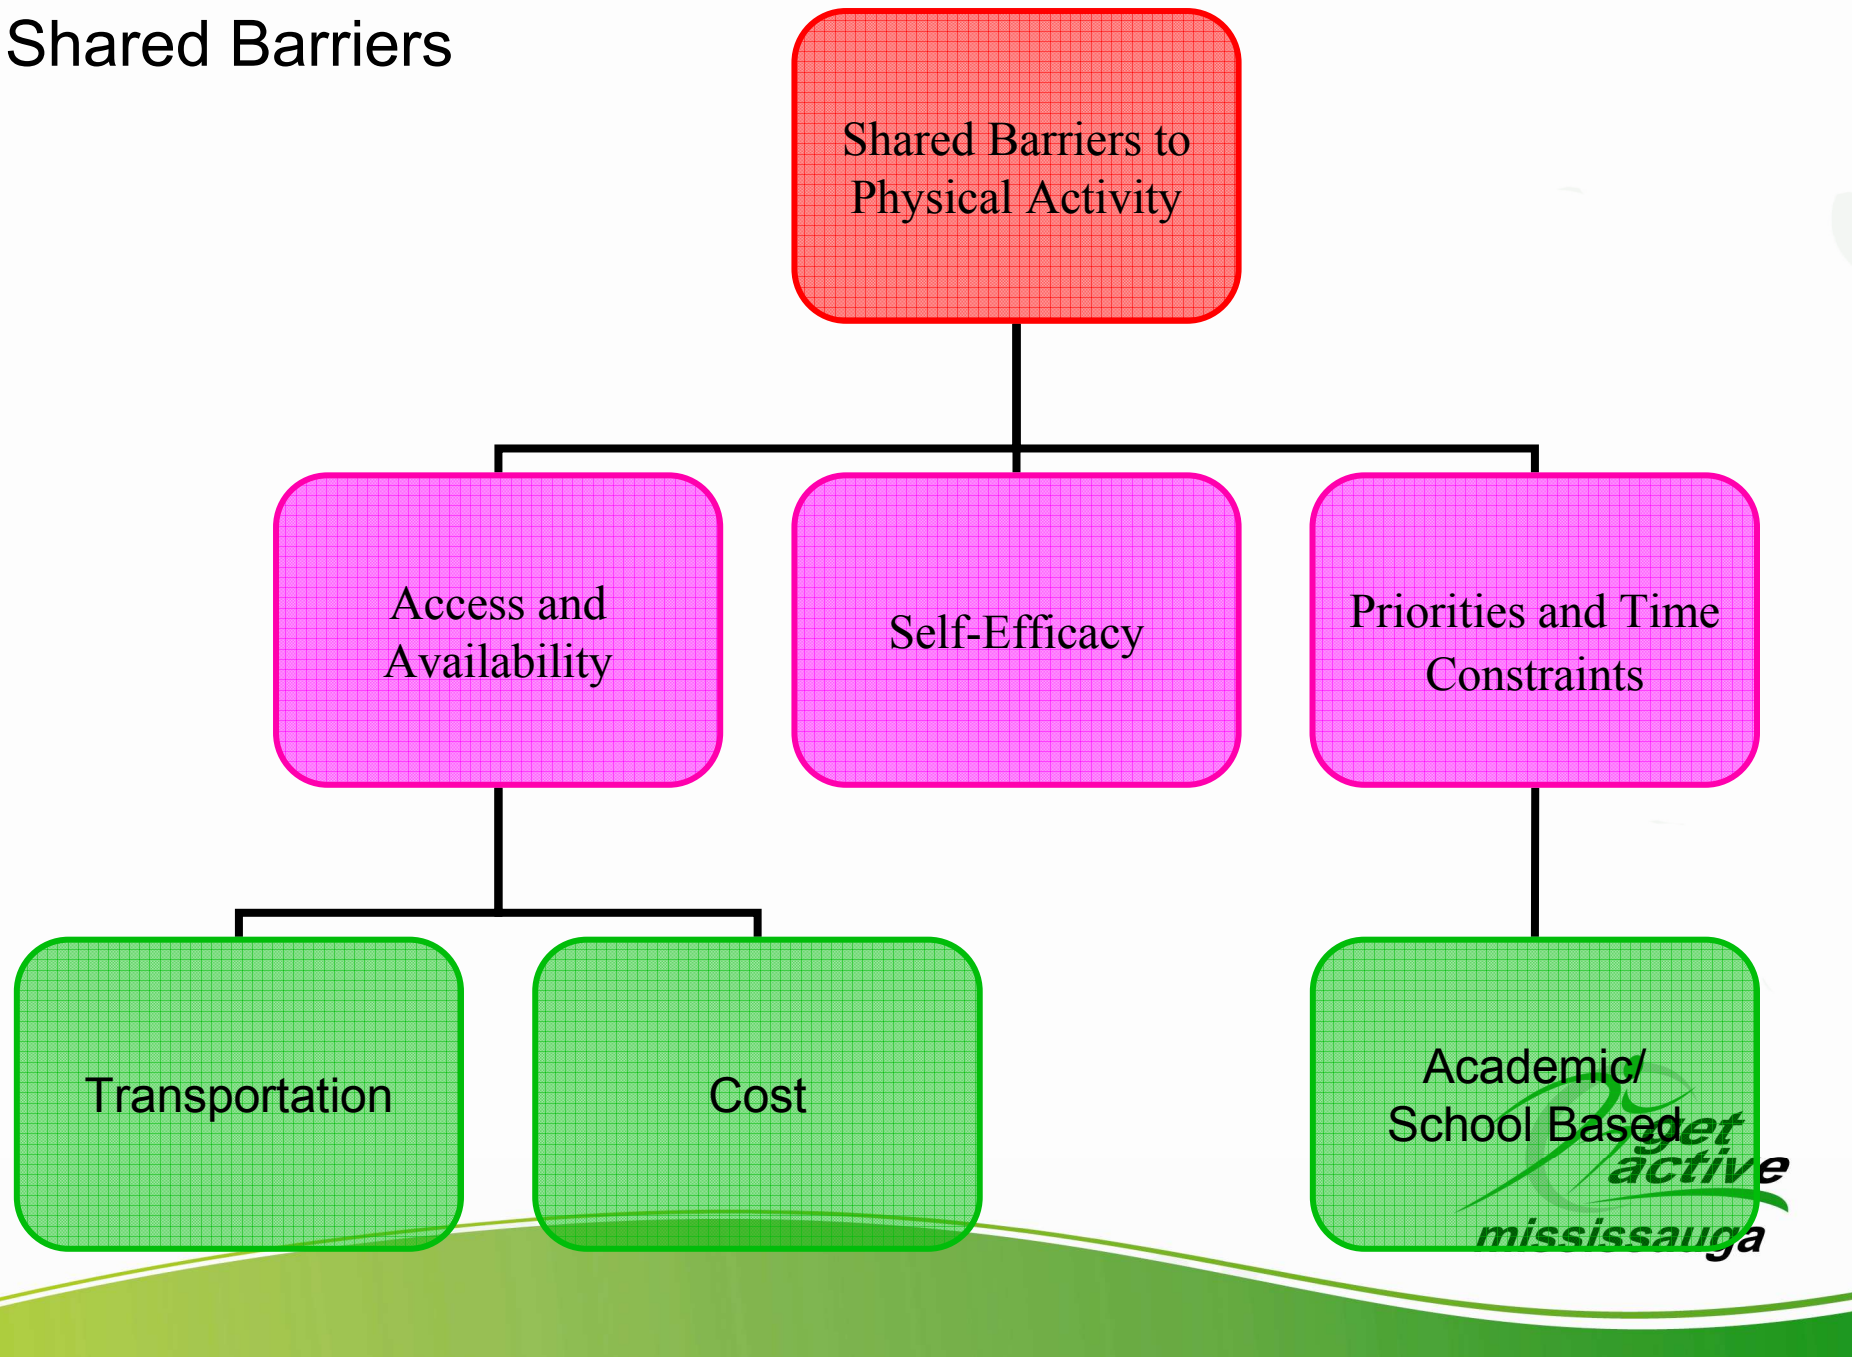 Shared Barriers
Shared Barriers to
Physical Activity
Access and
Availability
Self-Efficacy
Priorities and Time
Constraints
Transportation
Cost
Academic/
School Based
get
active
mississauga